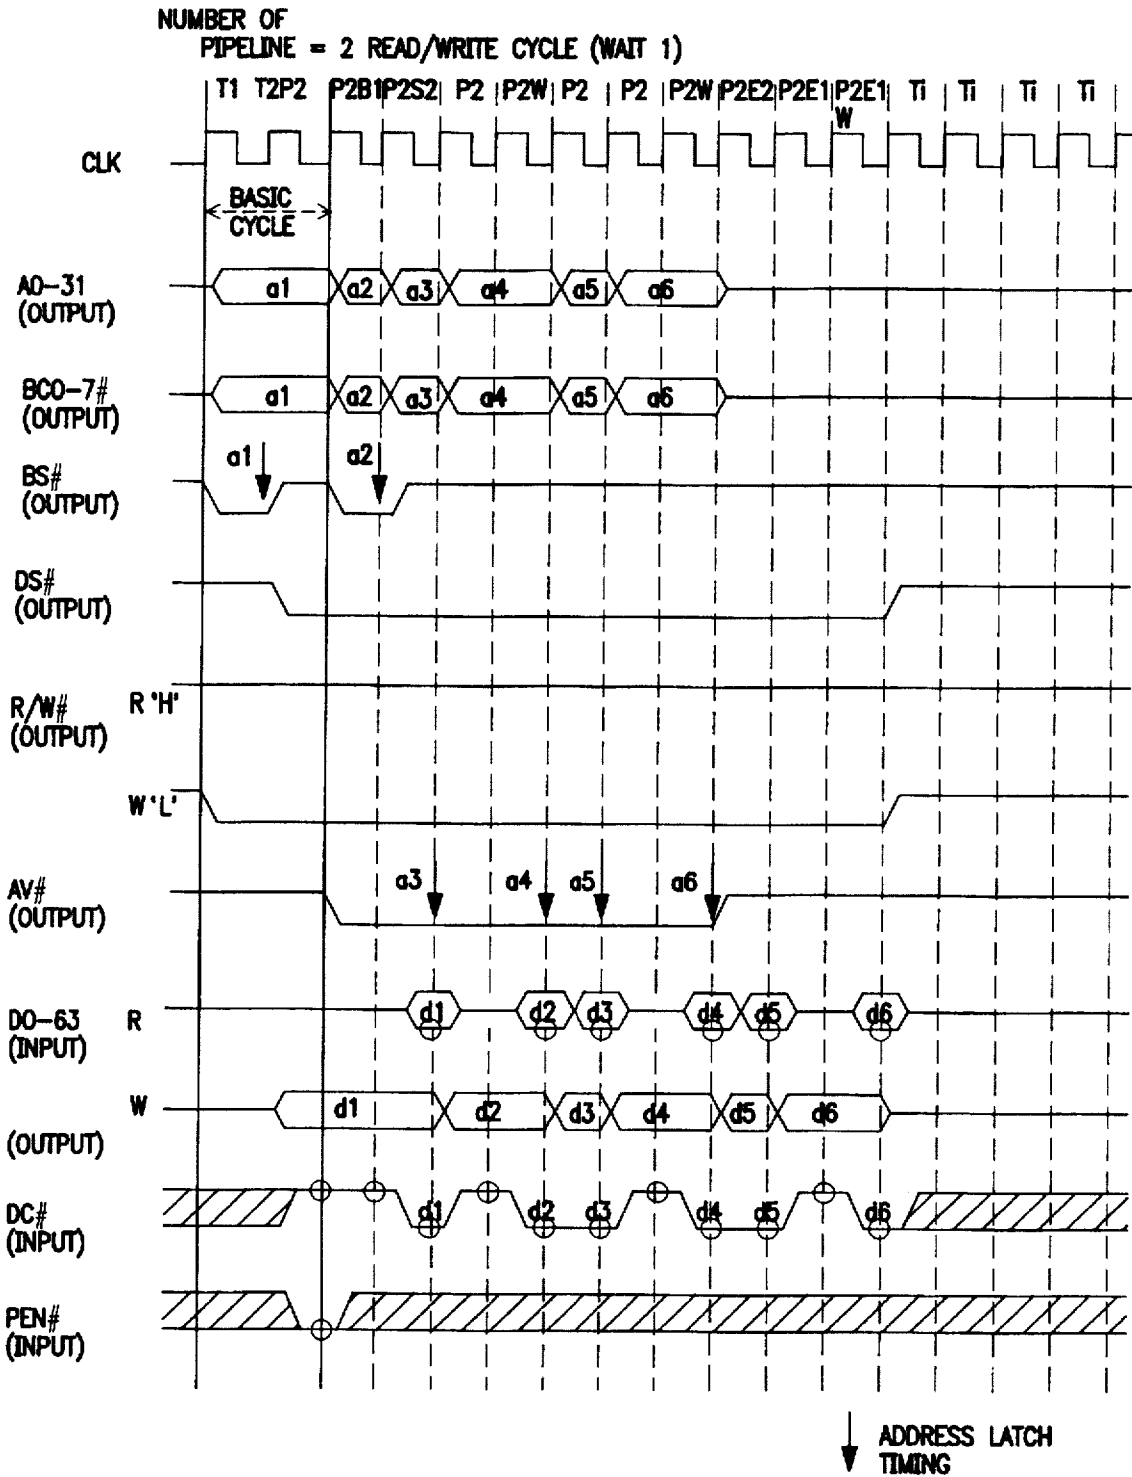 NUMBER OF
PIPELINE = 2 READ/WRITE CYCLE (WAIT 1)
T1 T2P2 P2B1 P2S2 P2 P2W P2 P2 P2W P2E2 P2E1 P2E1 Ti Ti Ti Ti
W
CLK
BASIC
CYCLE
A0-31
(OUTPUT)
a1 a2 a3 a4 a5 a6
BC0-7#
(OUTPUT)
a1 a2 a3 a4 a5 a6
a1 a2
BS#
(OUTPUT)
DS#
(OUTPUT)
R/W#
(OUTPUT)
R 'H'
W 'L'
a3 a4 a5 a6
AV#
(OUTPUT)
D0-63 R
(INPUT)
d1 d2 d3 d4 d5 d6
W
d1 d2 d3 d4 d5 d6
(OUTPUT)
DC#
(INPUT)
d1 d2 d3 d4 d5 d6
PEN#
(INPUT)
ADDRESS LATCH
TIMING